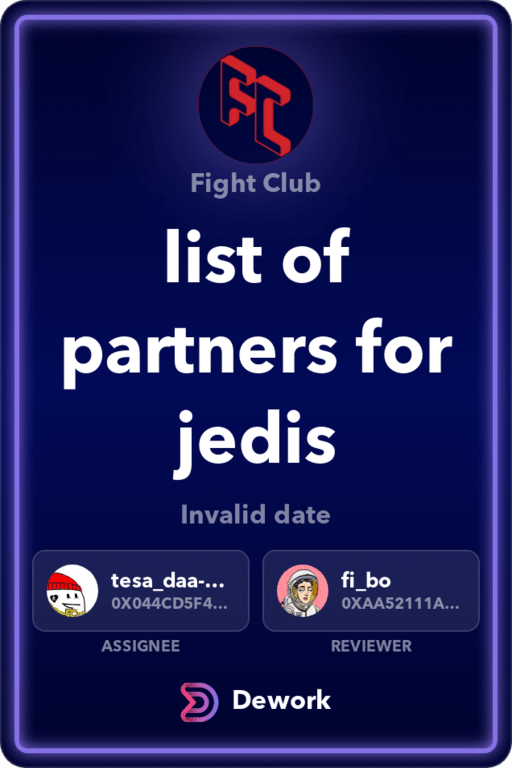 Fight Club
list of
partners for
jedis
Invalid date
tesa_daa-...
0X044CD5F4...
ASSIGNEE
fi_bo
0XAA52111A...
REVIEWER
Dework